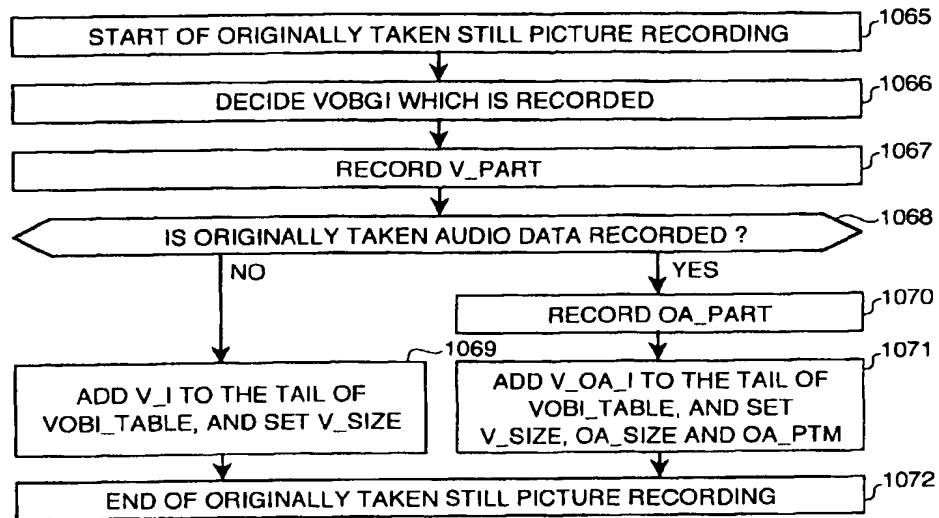 START OF ORIGINALLY TAKEN STILL PICTURE RECORDING
1065
DECIDE VOBGI WHICH IS RECORDED
1066
RECORD V_PART
1067
IS ORIGINALLY TAKEN AUDIO DATA RECORDED ?
1068
NO
YES
RECORD OA_PART
1070
1069
1071
ADD V_I TO THE TAIL OF
VOBI_TABLE, AND SET V_SIZE
ADD V_OA_I TO THE TAIL OF
VOBI_TABLE, AND SET
V_SIZE, OA_SIZE AND OA_PTM
END OF ORIGINALLY TAKEN STILL PICTURE RECORDING
1072